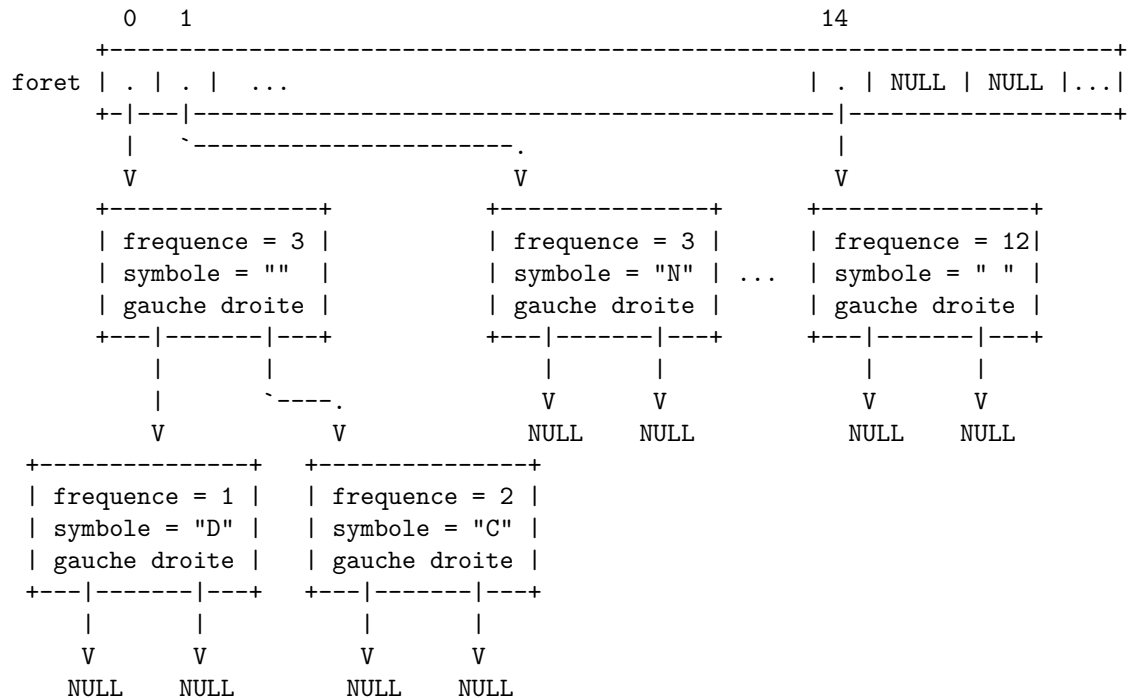 0 1 14
+-----------------------------------------------------------------------+
foret | . | . | ... | . | NULL | NULL |...|
+-|---|----------------------------------------------|-------------------+
| `-----------------------. |
V V V
+---------------+ +---------------+ +---------------+
| frequence = 3 | | frequence = 3 | | frequence = 12|
| symbole = "" | | symbole = "N" | ... | symbole = " " |
| gauche droite | | gauche droite | | gauche droite |
+---|-------|---+ +---|-------|---+ +---|-------|---+
| | | | | |
| `----. V V V V
V V NULL NULL NULL NULL
+---------------+ +---------------+
| frequence = 1 | | frequence = 2 |
| symbole = "D" | | symbole = "C" |
| gauche droite | | gauche droite |
+---|-------|---+ +---|-------|---+
| | | |
V V V V
NULL NULL NULL NULL